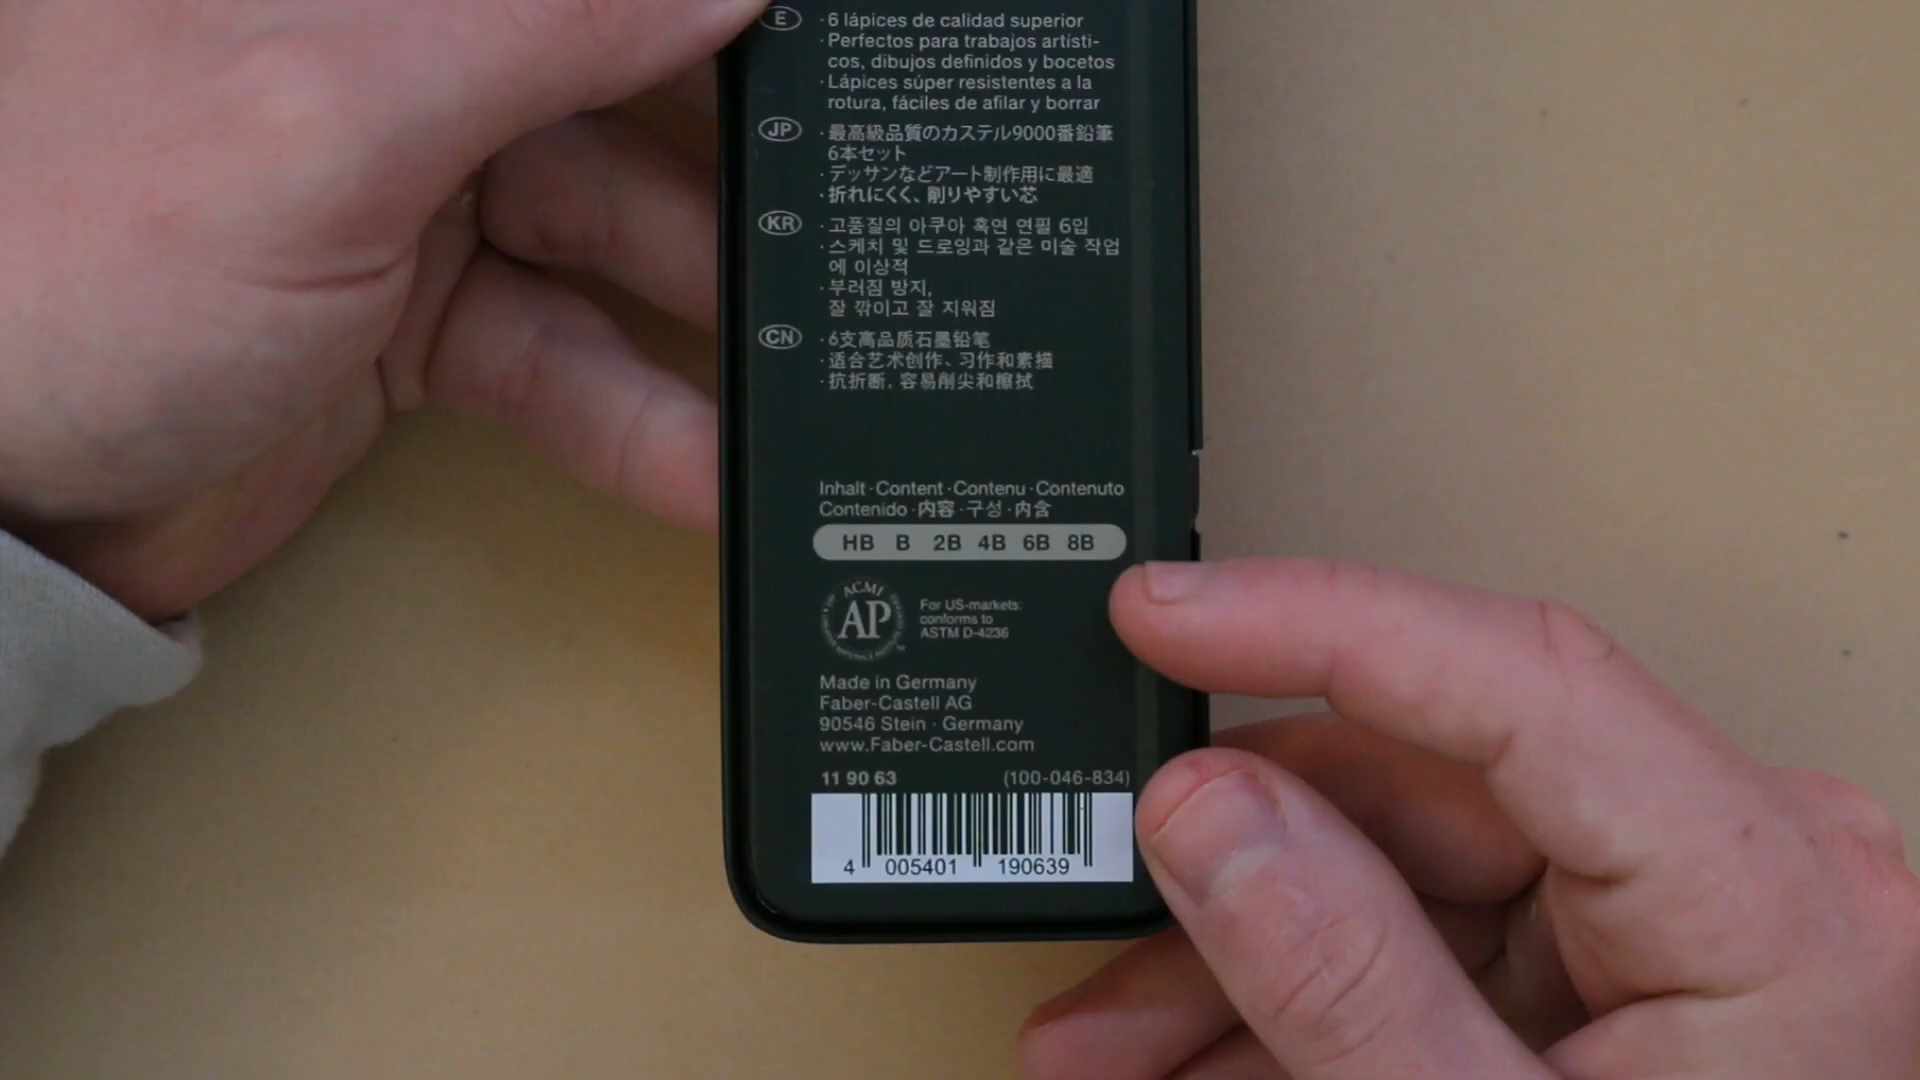 E
· 6 lápices de calidad superior
· Perfectos para trabajos artísti-
cos, dibujos definidos y bocetos
· Lápices súper resistentes a la
rotura, fáciles de afilar y borrar
JP
· 最高級品質のカステル9000番鉛筆
6本セット
· デッサンなどアート制作用に最適
· 折れにくく、削りやすい芯
KR
· 고품질의 아쿠아 흑연 연필 6입
· 스케치 및 드로잉과 같은 미술 작업
에 이상적
· 부러짐 방지,
잘 깎이고 잘 지워짐
CN
· 6支高品质石墨铅笔
· 适合艺术创作、习作和素描
· 抗折断, 容易削尖和擦拭
Inhalt · Content · Contenu · Contenuto
Contenido · 内容 · 구성 · 内含
HB B 2B 4B 6B 8B
ACMI
AP
For US-markets:
conforms to
ASTM D-4236
Made in Germany
Faber-Castell AG
90546 Stein · Germany
www.Faber-Castell.com
11 90 63 (100-046-834)
4 005401 190639